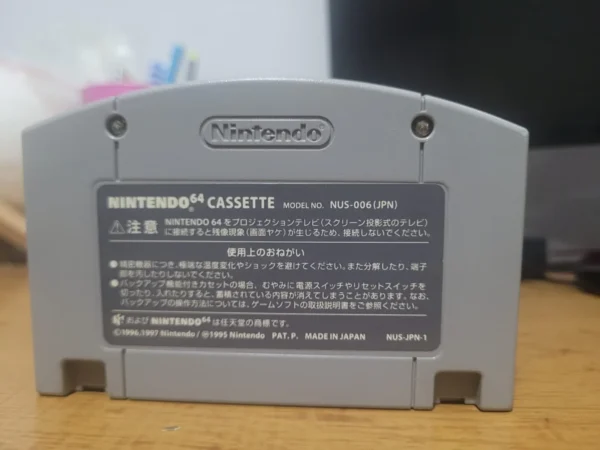 Nintendo
NINTENDO64 CASSETTE MODEL NO. NUS-006(JPN)
注意 NINTENDO 64をプロジェクションテレビ(スクリーン投影式のテレビ)
に接続すると残像現象(画面ヤケ)が生じるため、接続しないでください。
使用上のおねがい
●精密機器につき、極端な温度変化やショックを避けてください。また分解したり、端子
部を汚したりしないでください。
●バックアップ機能付きカセットの場合、むやみに電源スイッチやリセットスイッチを
切ったり、入れたりすると、蓄積されている内容が消えてしまうことがあります。なお、
バックアップの操作方法については、ゲームソフトの取扱説明書をご参照ください。
および NINTENDO64 は任天堂の商標です。
©1996,1997 Nintendo/Ⓜ1995 Nintendo PAT. P. MADE IN JAPAN NUS-JPN-1